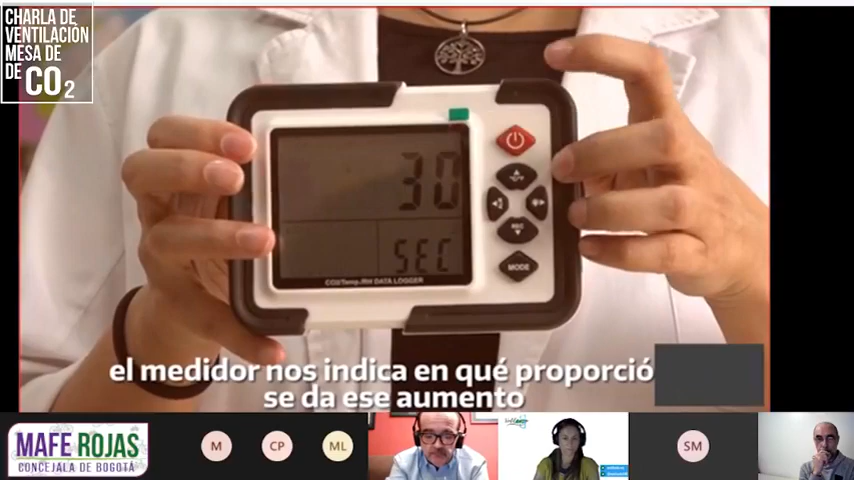 CHARLA DE
VENTILACIÓN
MESA DE
DE CO2
30
SEC
CO2/Temp./RH DATA LOGGER
REC
MODE
el medidor nos indica en qué proporció
se da ese aumento
MAFE ROJAS
CONCEJALA DE BOGOTÁ
M
CP
ML
SM